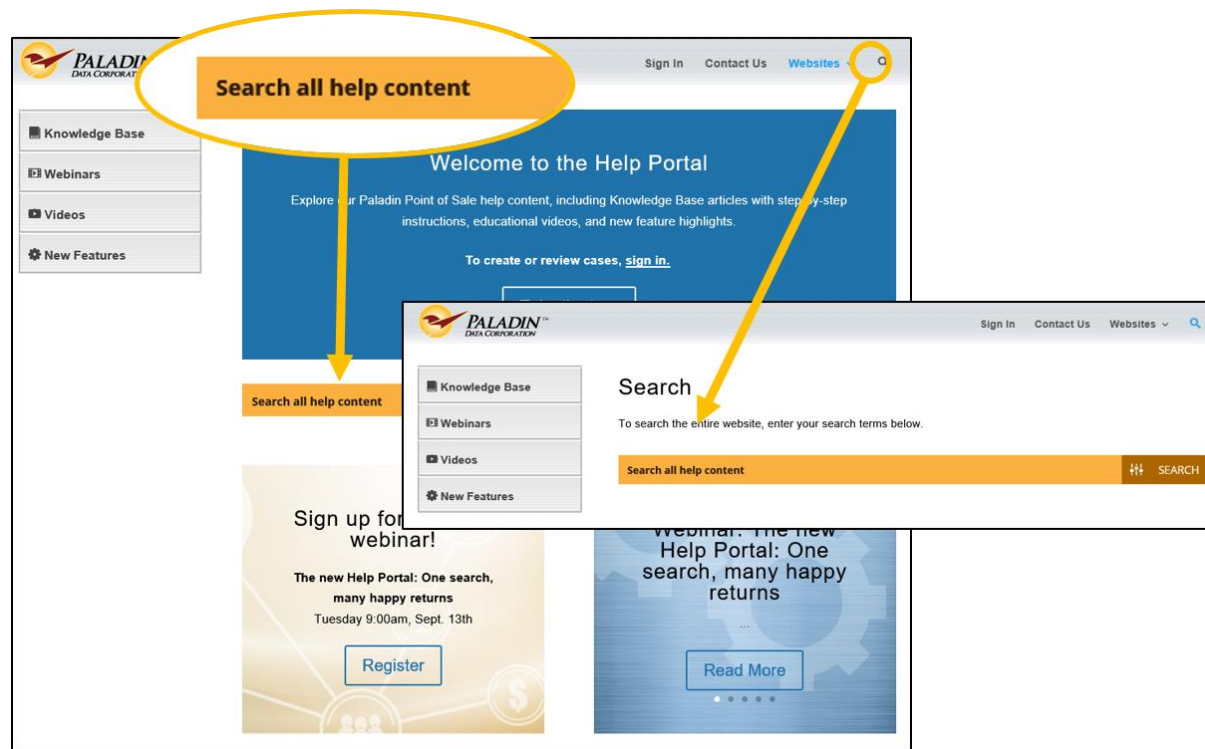 PALADIN
DATA CORPORAT
Search all help content
Sign In
Contact Us
Websites
Knowledge Base
Webinars
Videos
New Features
Welcome to the Help Portal
Explore our Paladin Point of Sale help content, including Knowledge Base articles with step-by-step
instructions, educational videos, and new feature highlights.
To create or review cases, sign in.
Search all help content
PALADIN™
DATA CORPORATION
Sign In
Contact Us
Websites
Knowledge Base
Webinars
Videos
New Features
Search
To search the entire website, enter your search terms below.
Search all help content
SEARCH
Sign up for
webinar!
The new Help Portal: One search,
many happy returns
Tuesday 9:00am, Sept. 13th
Register
Webinar: The new
Help Portal: One
search, many happy
returns
...
Read More